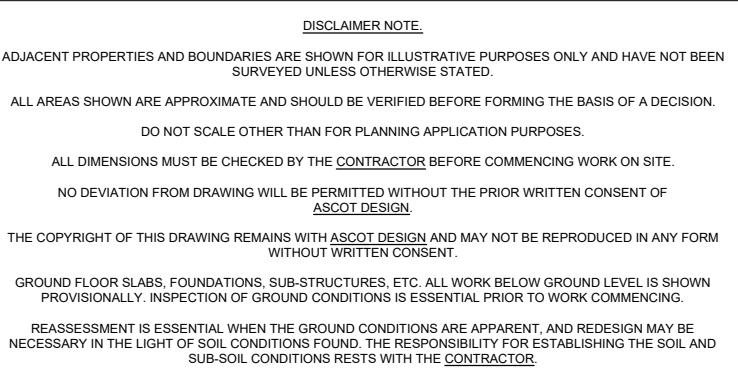 DISCLAIMER NOTE.
ADJACENT PROPERTIES AND BOUNDARIES ARE SHOWN FOR ILLUSTRATIVE PURPOSES ONLY AND HAVE NOT BEEN
SURVEYED UNLESS OTHERWISE STATED.
ALL AREAS SHOWN ARE APPROXIMATE AND SHOULD BE VERIFIED BEFORE FORMING THE BASIS OF A DECISION.
DO NOT SCALE OTHER THAN FOR PLANNING APPLICATION PURPOSES.
ALL DIMENSIONS MUST BE CHECKED BY THE CONTRACTOR BEFORE COMMENCING WORK ON SITE.
NO DEVIATION FROM DRAWING WILL BE PERMITTED WITHOUT THE PRIOR WRITTEN CONSENT OF
ASCOT DESIGN.
THE COPYRIGHT OF THIS DRAWING REMAINS WITH ASCOT DESIGN AND MAY NOT BE REPRODUCED IN ANY FORM
WITHOUT WRITTEN CONSENT.
GROUND FLOOR SLABS, FOUNDATIONS, SUB-STRUCTURES, ETC. ALL WORK BELOW GROUND LEVEL IS SHOWN
PROVISIONALLY. INSPECTION OF GROUND CONDITIONS IS ESSENTIAL PRIOR TO WORK COMMENCING.
REASSESSMENT IS ESSENTIAL WHEN THE GROUND CONDITIONS ARE APPARENT, AND REDESIGN MAY BE
NECESSARY IN THE LIGHT OF SOIL CONDITIONS FOUND. THE RESPONSIBILITY FOR ESTABLISHING THE SOIL AND
SUB-SOIL CONDITIONS RESTS WITH THE CONTRACTOR.